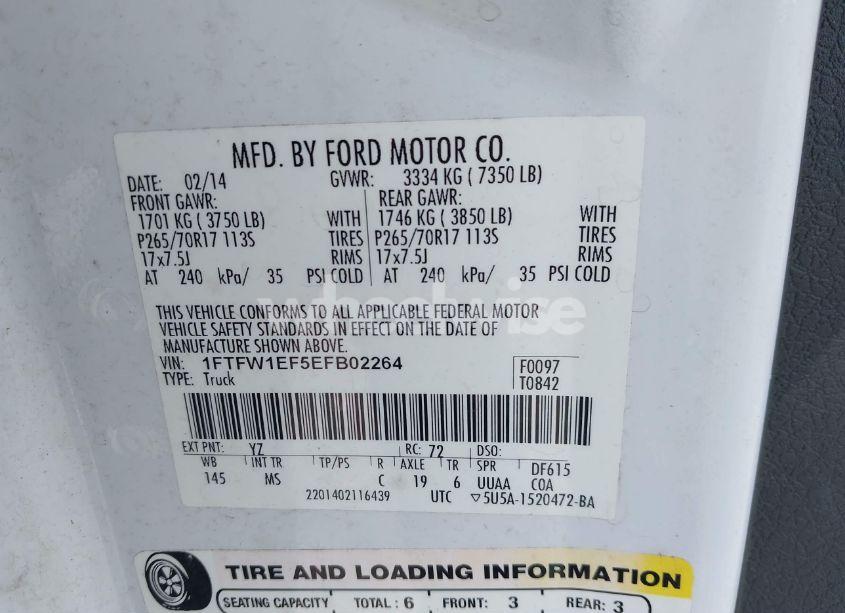 MFD. BY FORD MOTOR CO.
DATE: 02/14 GVWR: 3334 KG ( 7350 LB)
FRONT GAWR: REAR GAWR:
1701 KG ( 3750 LB) WITH 1746 KG ( 3850 LB) WITH
P265/70R17 113S TIRES P265/70R17 113S TIRES
17x7.5J RIMS 17x7.5J RIMS
AT 240 kPa/ 35 PSI COLD AT 240 kPa/ 35 PSI COLD
THIS VEHICLE CONFORMS TO ALL APPLICABLE FEDERAL MOTOR
VEHICLE SAFETY STANDARDS IN EFFECT ON THE DATE OF
MANUFACTURE SHOWN ABOVE.
VIN: 1FTFW1EF5EFB02264 F0097
TYPE: Truck T0842
EXT PNT: YZ RC: 72 DSO:
WB INT TR TP/PS R AXLE TR SPR DF615
145 MS C 19 6 UUAA COA
2201402116439 UTC ▽5U5A-1520472-BA
TIRE AND LOADING INFORMATION
SEATING CAPACITY TOTAL: 6 FRONT: 3 REAR: 3